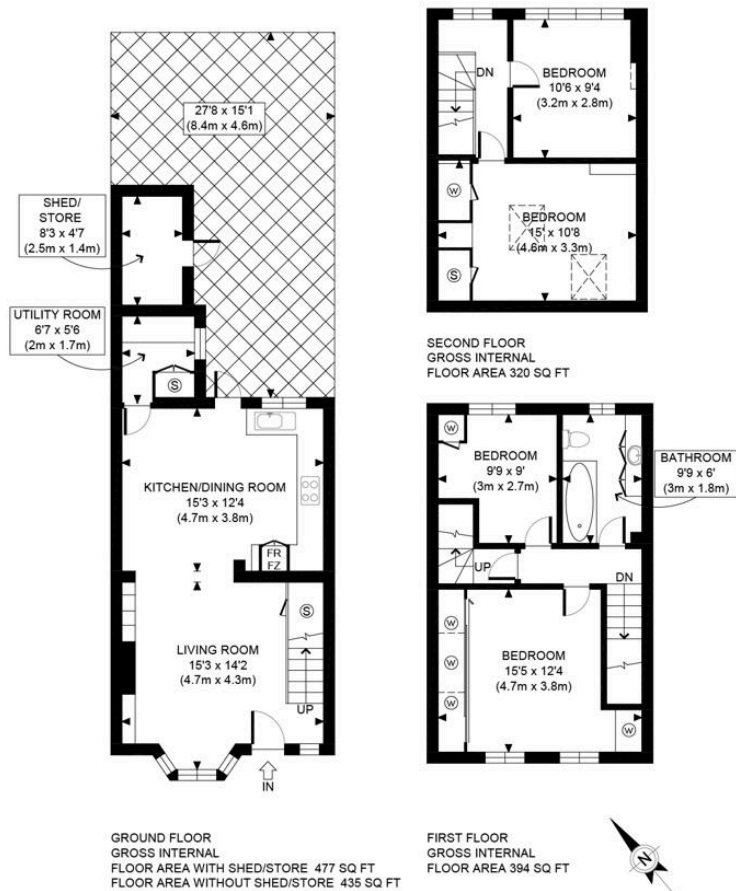 27'8 x 15'1
(8.4m x 4.6m)
SHED/
STORE
8'3 x 4'7
(2.5m x 1.4m)
UTILITY ROOM
6'7 x 5'6
(2m x 1.7m)
S
KITCHEN/DINING ROOM
15'3 x 12'4
(4.7m x 3.8m)
FR
FZ
S
LIVING ROOM
15'3 x 14'2
(4.7m x 4.3m)
UP
IN
GROUND FLOOR
GROSS INTERNAL
FLOOR AREA WITH SHED/STORE 477 SQ FT
FLOOR AREA WITHOUT SHED/STORE 435 SQ FT
DN
BEDROOM
10'6 x 9'4
(3.2m x 2.8m)
W
BEDROOM
15' x 10'8
(4.6m x 3.3m)
S
SECOND FLOOR
GROSS INTERNAL
FLOOR AREA 320 SQ FT
W
BEDROOM
9'9 x 9'
(3m x 2.7m)
BATHROOM
9'9 x 6'
(3m x 1.8m)
UP
DN
W
W
W
BEDROOM
15'5 x 12'4
(4.7m x 3.8m)
W
FIRST FLOOR
GROSS INTERNAL
FLOOR AREA 394 SQ FT
N